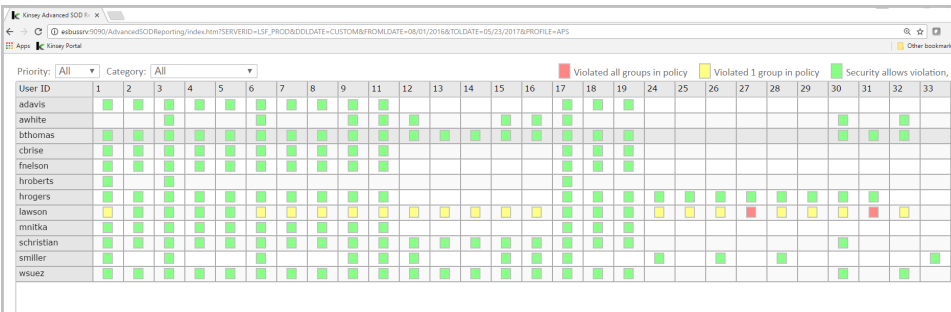 Kinsey Advanced SOD Re
esbussrv:9090/AdvancedSODReporting/index.htm?SERVERID=LSF_PROD&DDLDATE=CUSTOM&FROMLDATE=08/01/2016&TOLDATE=05/23/2017&PROFILE=APS
Apps Kinsey Portal Other bookmark
Priority: All Category: All Violated all groups in policy Violated 1 group in policy Security allows violation,
User ID 1 2 3 4 5 6 7 8 9 11 12 13 14 15 16 17 18 19 24 25 26 27 28 29 30 31 32 33
adavis
awhite
bthomas
cbrise
fnelson
hroberts
hrogers
lawson
mnitka
schristian
smiller
wsuez